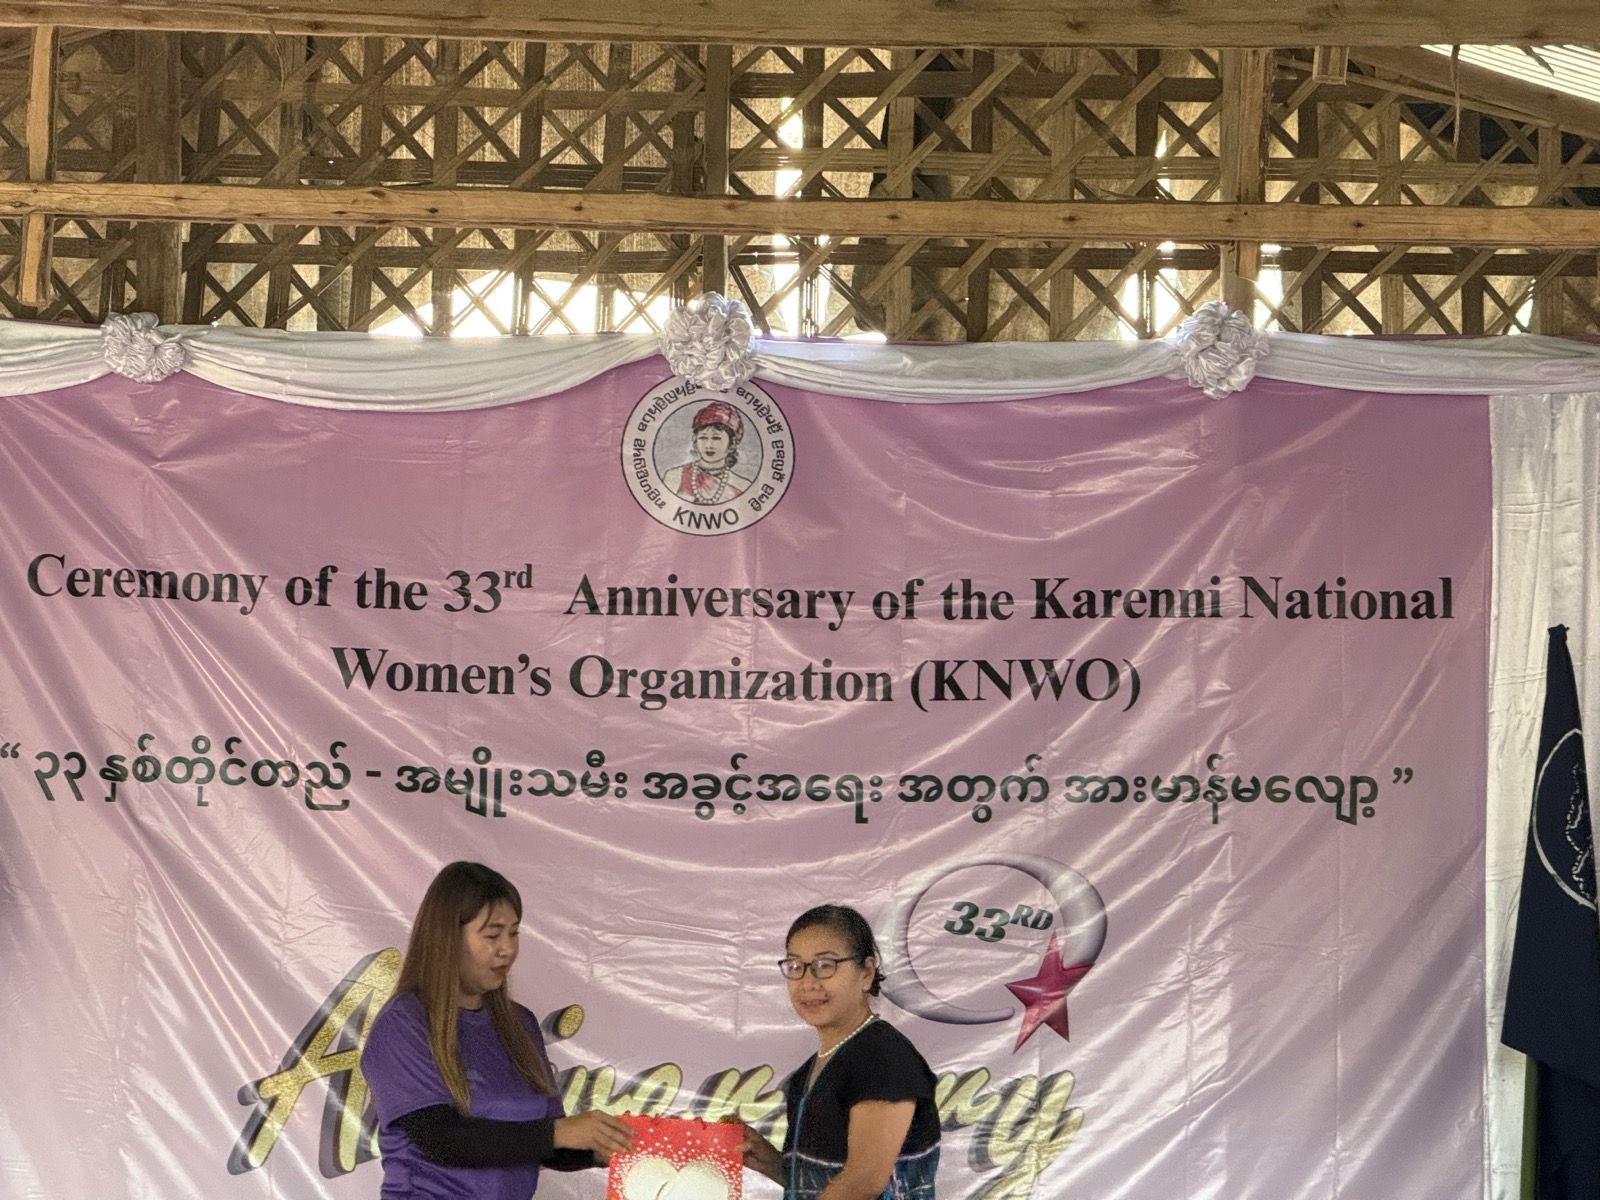 KNWO
Ceremony of the 33rd Anniversary of the Karenni National
Women's Organization (KNWO)
“ ၃၃ နှစ်တိုင်တည် - အမျိုးသမီး အခွင့်အရေး အတွက် အားမာန်မလျော့ ”
33RD